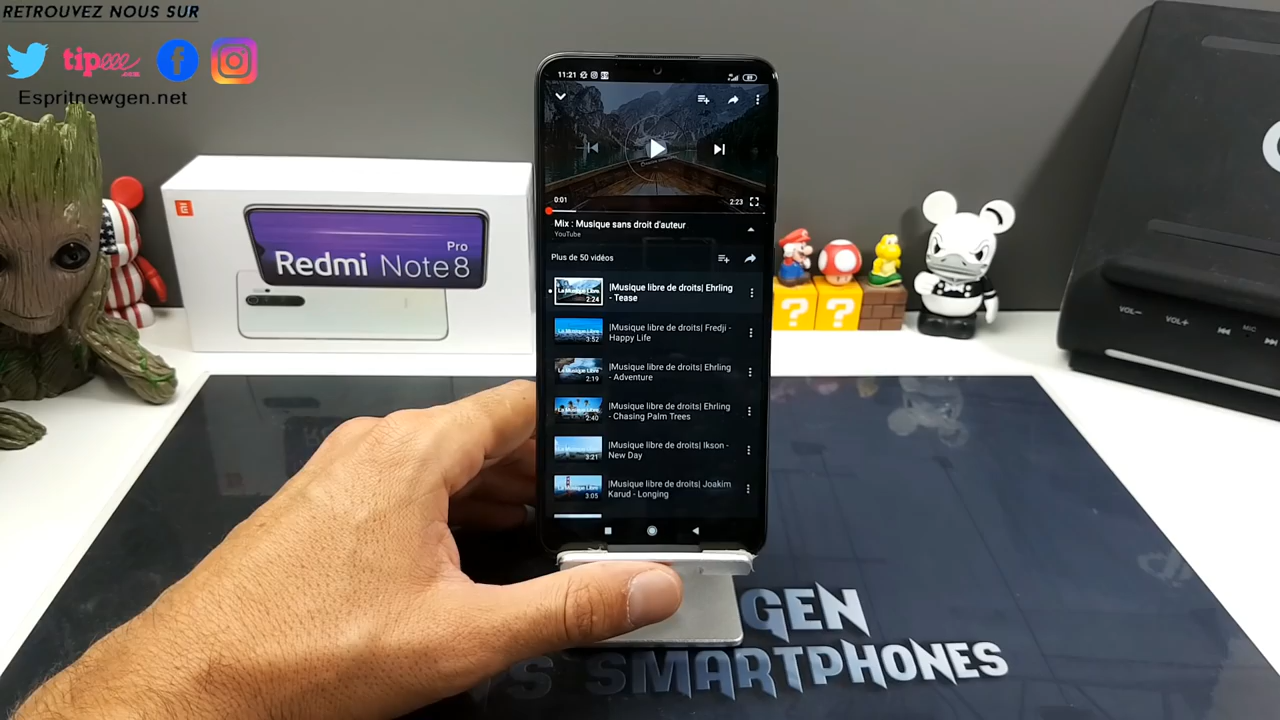 RETROUVEZ NOUS SUR
tipeee
.com
Espritnewgen.net
Pro
Redmi Note 8
11:21
0:01
2:23
Mix : Musique sans droit d'auteur
YouTube
Plus de 50 vidéos
2:24
|Musique libre de droits| Ehrling
- Tease
3:52
|Musique libre de droits| Fredji -
Happy Life
2:19
|Musique libre de droits| Ehrling
- Adventure
2:40
|Musique libre de droits| Ehrling
- Chasing Palm Trees
3:21
|Musique libre de droits| Ikson -
New Day
3:05
|Musique libre de droits| Joakim
Karud - Longing
VOL-
VOL+
MIC
GEN
SMARTPHONES